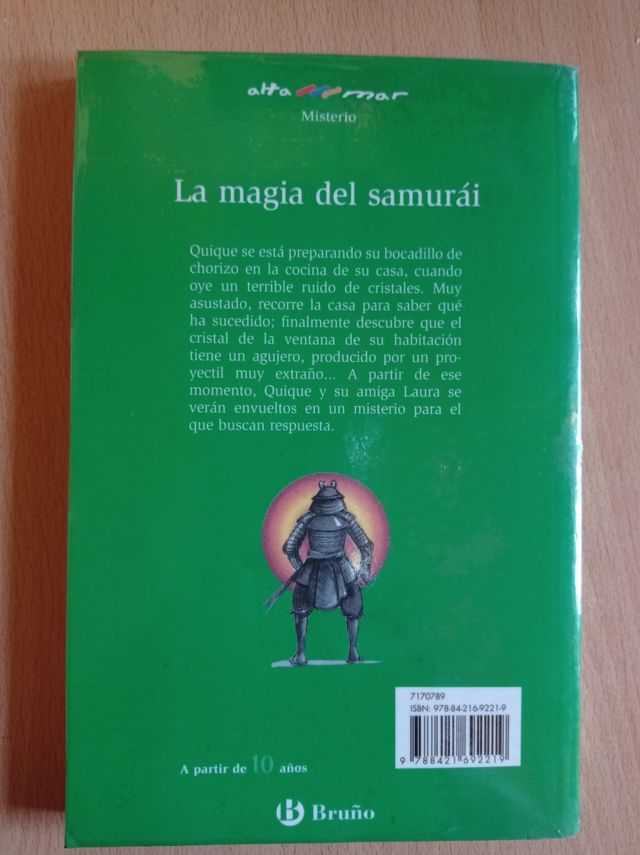 alta mar
Misterio
La magia del samurái
Quique se está preparando su bocadillo de
chorizo en la cocina de su casa, cuando
oye un terrible ruido de cristales. Muy
asustado, recorre la casa para saber qué
ha sucedido; finalmente descubre que el
cristal de la ventana de su habitación
tiene un agujero, producido por un pro-
yectil muy extraño... A partir de ese
momento, Quique y su amiga Laura se
verán envueltos en un misterio para el
que buscan respuesta.
7170789
ISBN: 978-84-216-9221-9
9 788421 692219
A partir de 10 años
B Bruño